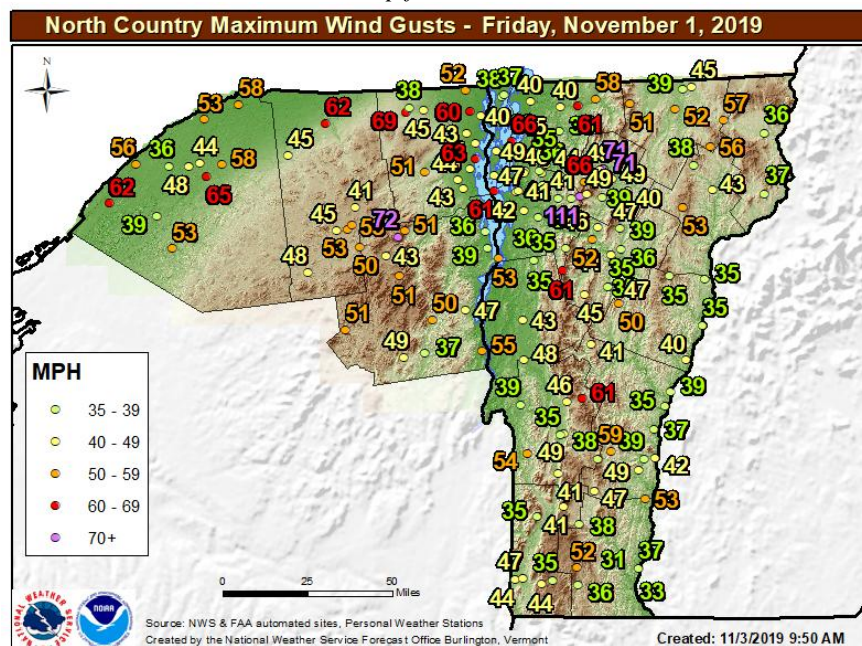 North Country Maximum Wind Gusts - Friday, November 1, 2019
N
52 38 37 40 40 58 39 45
58 53 62 38 69 45 60 40 66 61 51 52 57 36
56 36 44 45 43 49 71 71 56
48 58 51 63 66 49 38
62 65 41 43 47 41 39 40 43 37
39 45 72 51 61 42 111 47 53
53 53 36 36 35 39
48 50 43 39 52 36
51 53 35 61 35 35 35
51 50 47 43 45 47 50 35
49 37 55 48 41 40
39 46 61 39
35 35 37
54 49 38 59 39 49 42
41 47 53
35 41 38
47 35 52 31 37
44 44 36 33
MPH
35 - 39
40 - 49
50 - 59
60 - 69
70+
0 25 50
Miles
NATIONAL WEATHER SERVICE
NOAA
Source: NWS & FAA automated sites, Personal Weather Stations
Created by the National Weather Service Forecast Office Burlington, Vermont
Created: 11/3/2019 9:50 AM